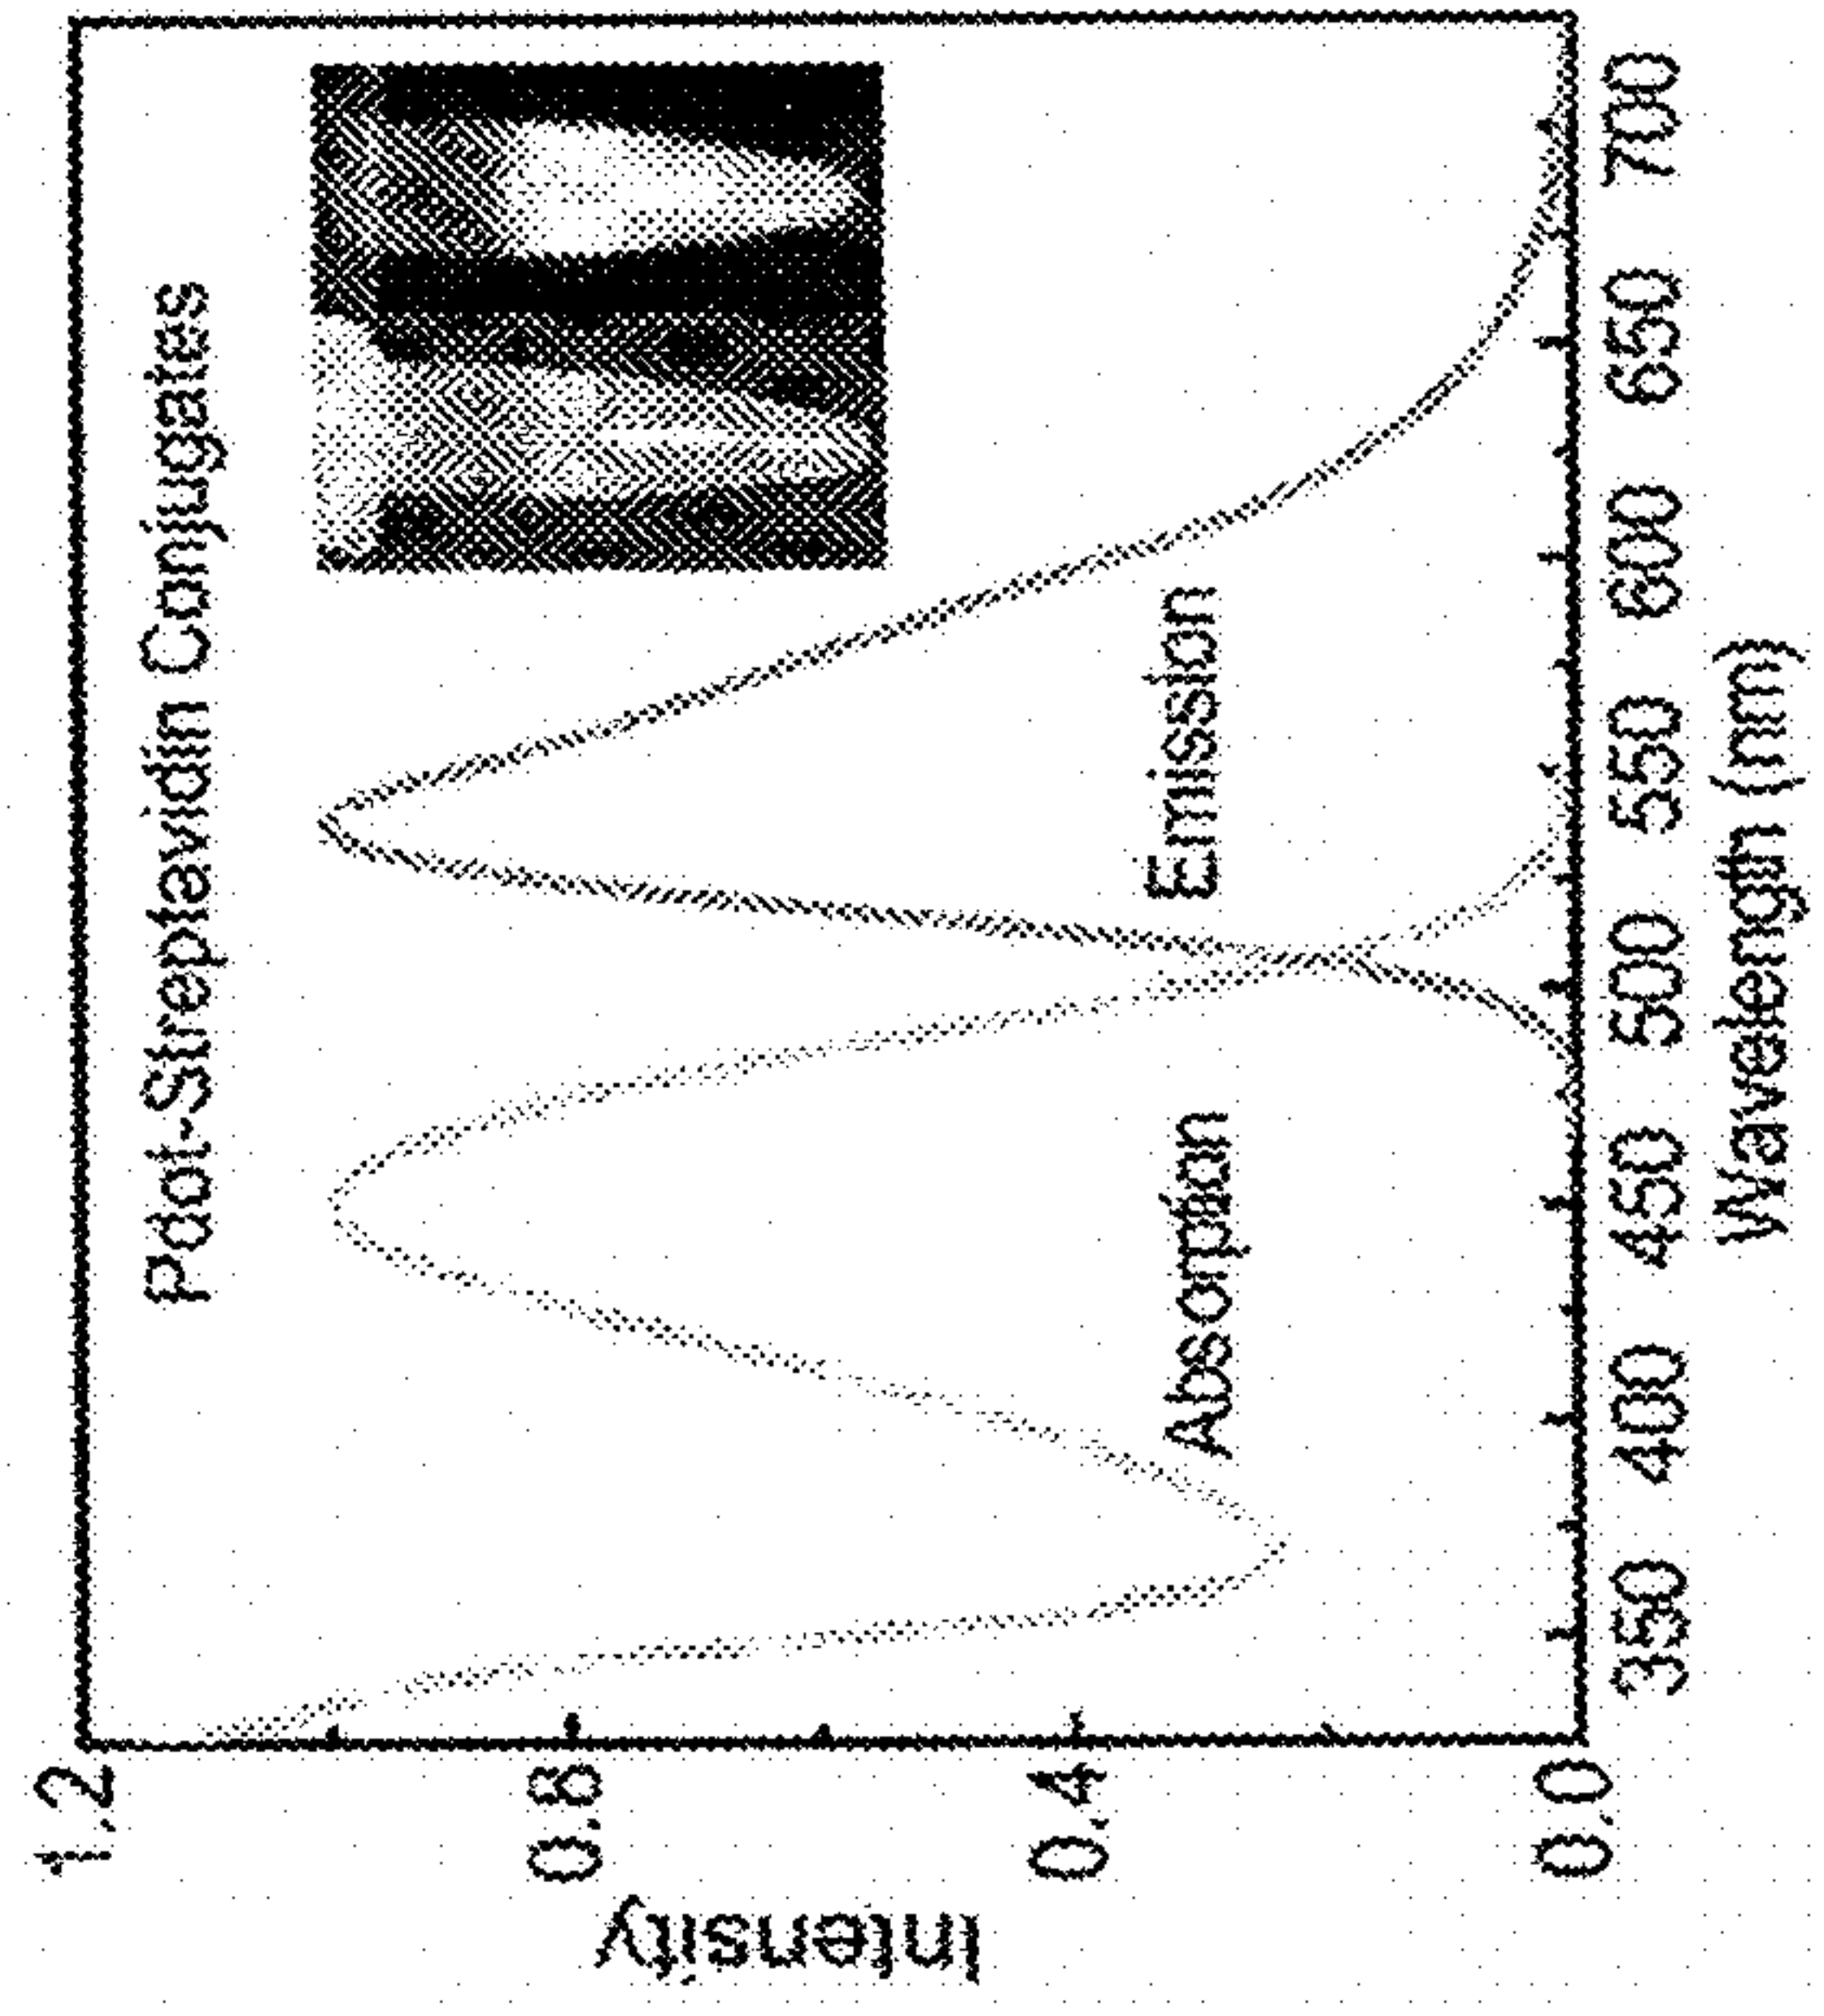 Pdot-Streptavidin Conjugates
Intensity
1.2
0.8
0.4
0.0
Absorption
Emission
350 400 450 500 550 600 650 700
Wavelength (nm)